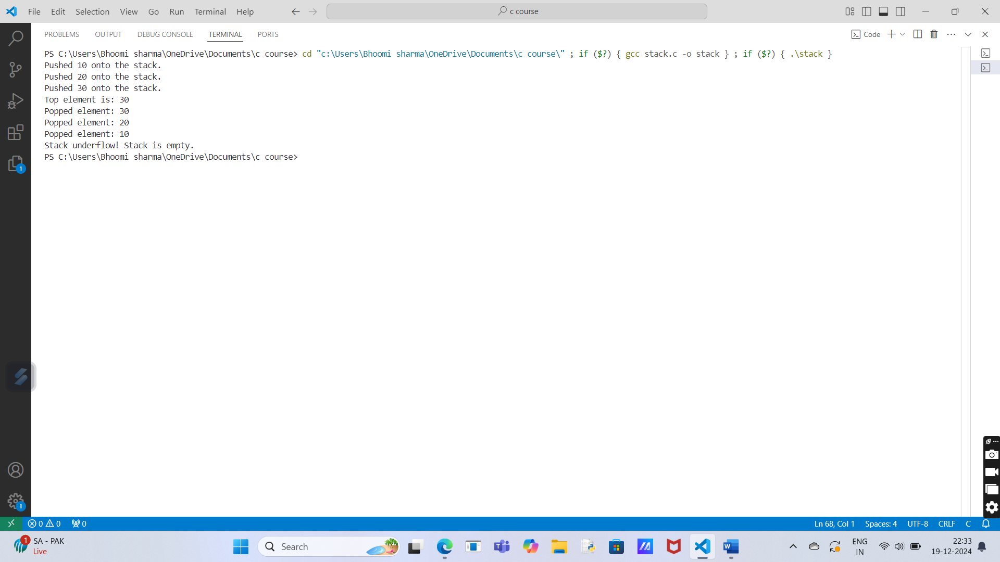 File Edit Selection View Go Run Terminal Help
c course
PROBLEMS OUTPUT DEBUG CONSOLE TERMINAL PORTS
Code
PS C:\Users\Bhoomi sharma\OneDrive\Documents\c course> cd "c:\Users\Bhoomi sharma\OneDrive\Documents\c course\" ; if ($?) { gcc stack.c -o stack } ; if ($?) { .\stack }
Pushed 10 onto the stack.
Pushed 20 onto the stack.
Pushed 30 onto the stack.
Top element is: 30
Popped element: 30
Popped element: 20
Popped element: 10
Stack underflow! Stack is empty.
PS C:\Users\Bhoomi sharma\OneDrive\Documents\c course>
1
1
0 0 0
Ln 68, Col 1 Spaces: 4 UTF-8 CRLF C
1
SA - PAK
Live
Search
ENG
IN
22:33
19-12-2024